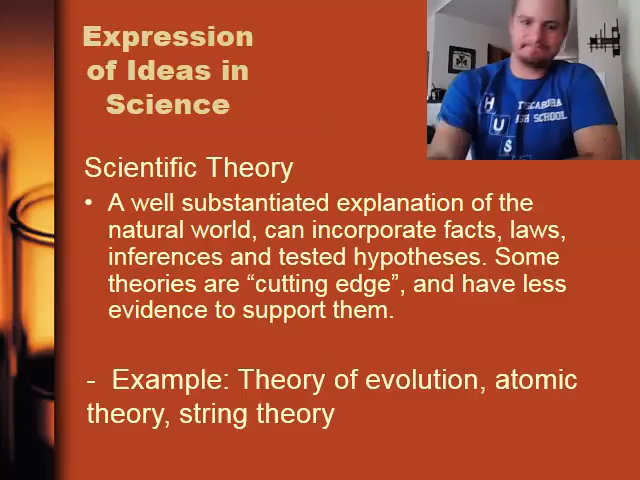 Expression
of Ideas in
Science
Scientific Theory
• A well substantiated explanation of the
natural world, can incorporate facts, laws,
inferences and tested hypotheses. Some
theories are “cutting edge”, and have less
evidence to support them.
- Example: Theory of evolution, atomic
theory, string theory
H
U
S
HIGH SCHOOL